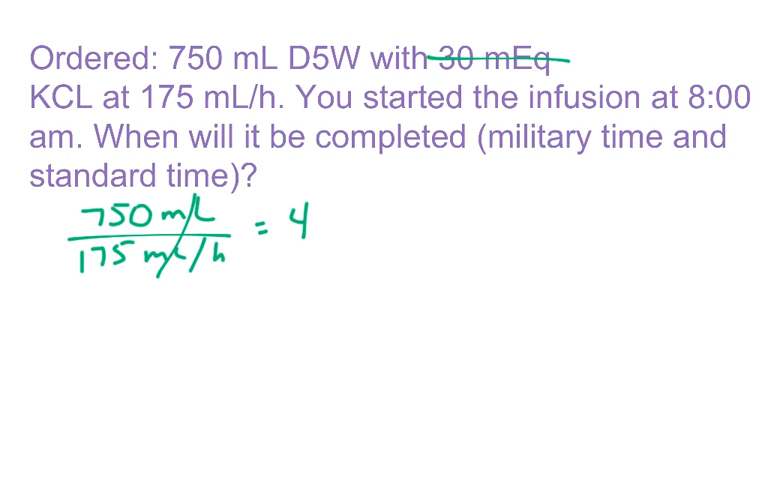 Ordered: 750 mL D5W with 30 mEq
KCL at 175 mL/h. You started the infusion at 8:00
am. When will it be completed (military time and
standard time)?
750 mL
175 mL/h = 4